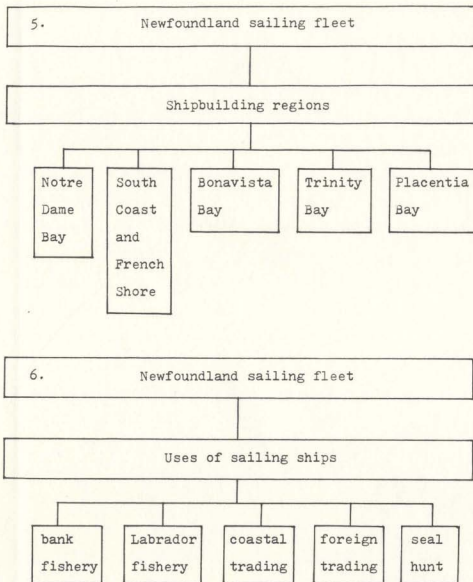 5. Newfoundland sailing fleet
Shipbuilding regions
Notre
Dame
Bay
South
Coast
and
French
Shore
Bonavista
Bay
Trinity
Bay
Placentia
Bay
6. Newfoundland sailing fleet
Uses of sailing ships
bank
fishery
Labrador
fishery
coastal
trading
foreign
trading
seal
hunt